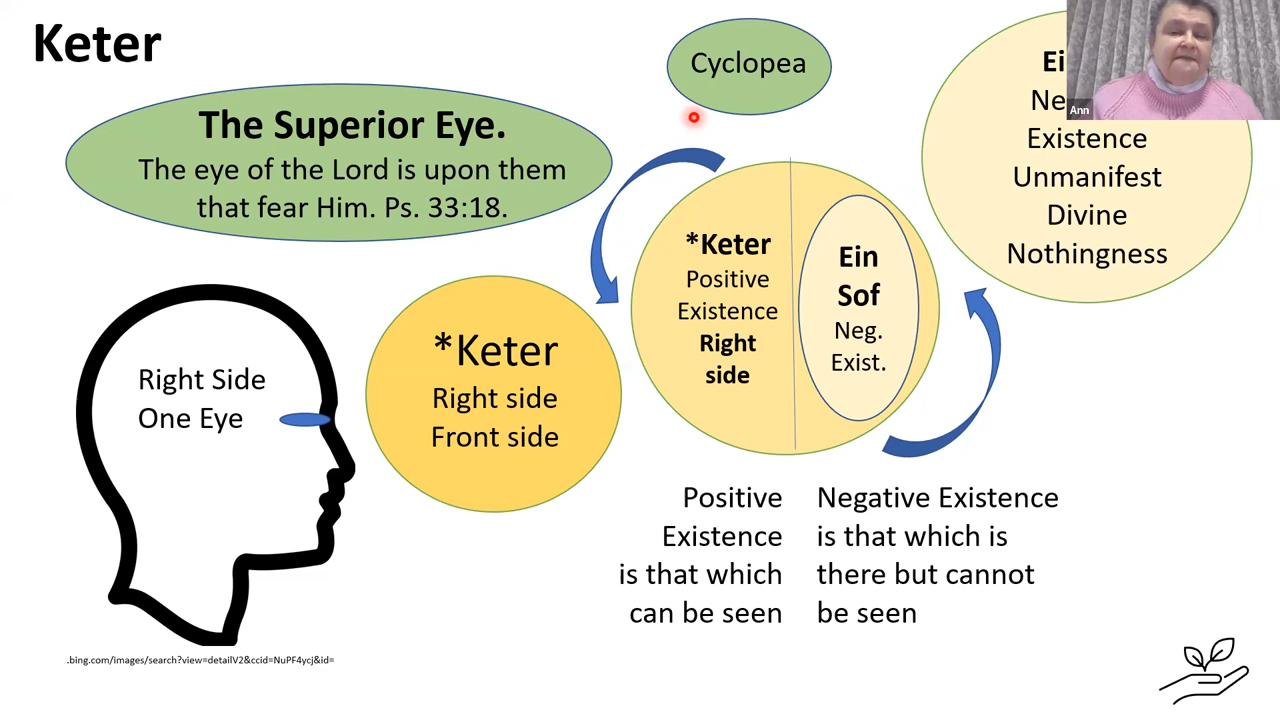 Keter
The Superior Eye.
The eye of the Lord is upon them
that fear Him. Ps. 33:18.
Cyclopea
Existence
Unmanifest
Divine
Nothingness
Ann
*Keter
Positive
Existence
Right
side
Ein
Sof
Neg.
Exist.
*Keter
Right side
Front side
Right Side
One Eye
Positive
Existence
is that which
can be seen
Negative Existence
is that which is
there but cannot
be seen
.bing.com/images/search?view=detailV2&ccid=NuPF4ycj&id=